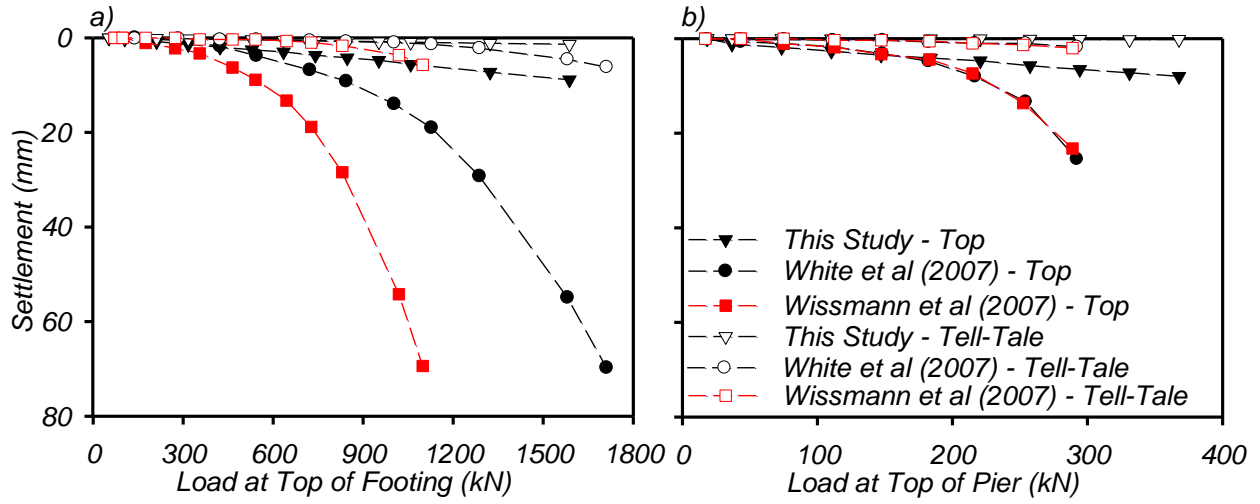 a)
b)
0
20
40
60
80
Settlement (mm)
0 300 600 900 1200 1500 1800
Load at Top of Footing (kN)
This Study - Top
White et al (2007) - Top
Wissmann et al (2007) - Top
This Study - Tell-Tale
White et al (2007) - Tell-Tale
Wissmann et al (2007) - Tell-Tale
0 100 200 300 400
Load at Top of Pier (kN)